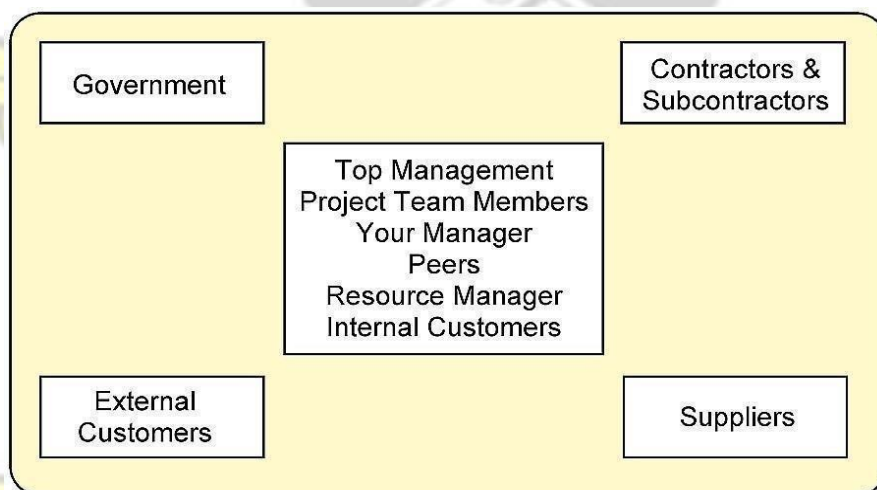 Government
Contractors &
Subcontractors
Top Management
Project Team Members
Your Manager
Peers
Resource Manager
Internal Customers
External
Customers
Suppliers